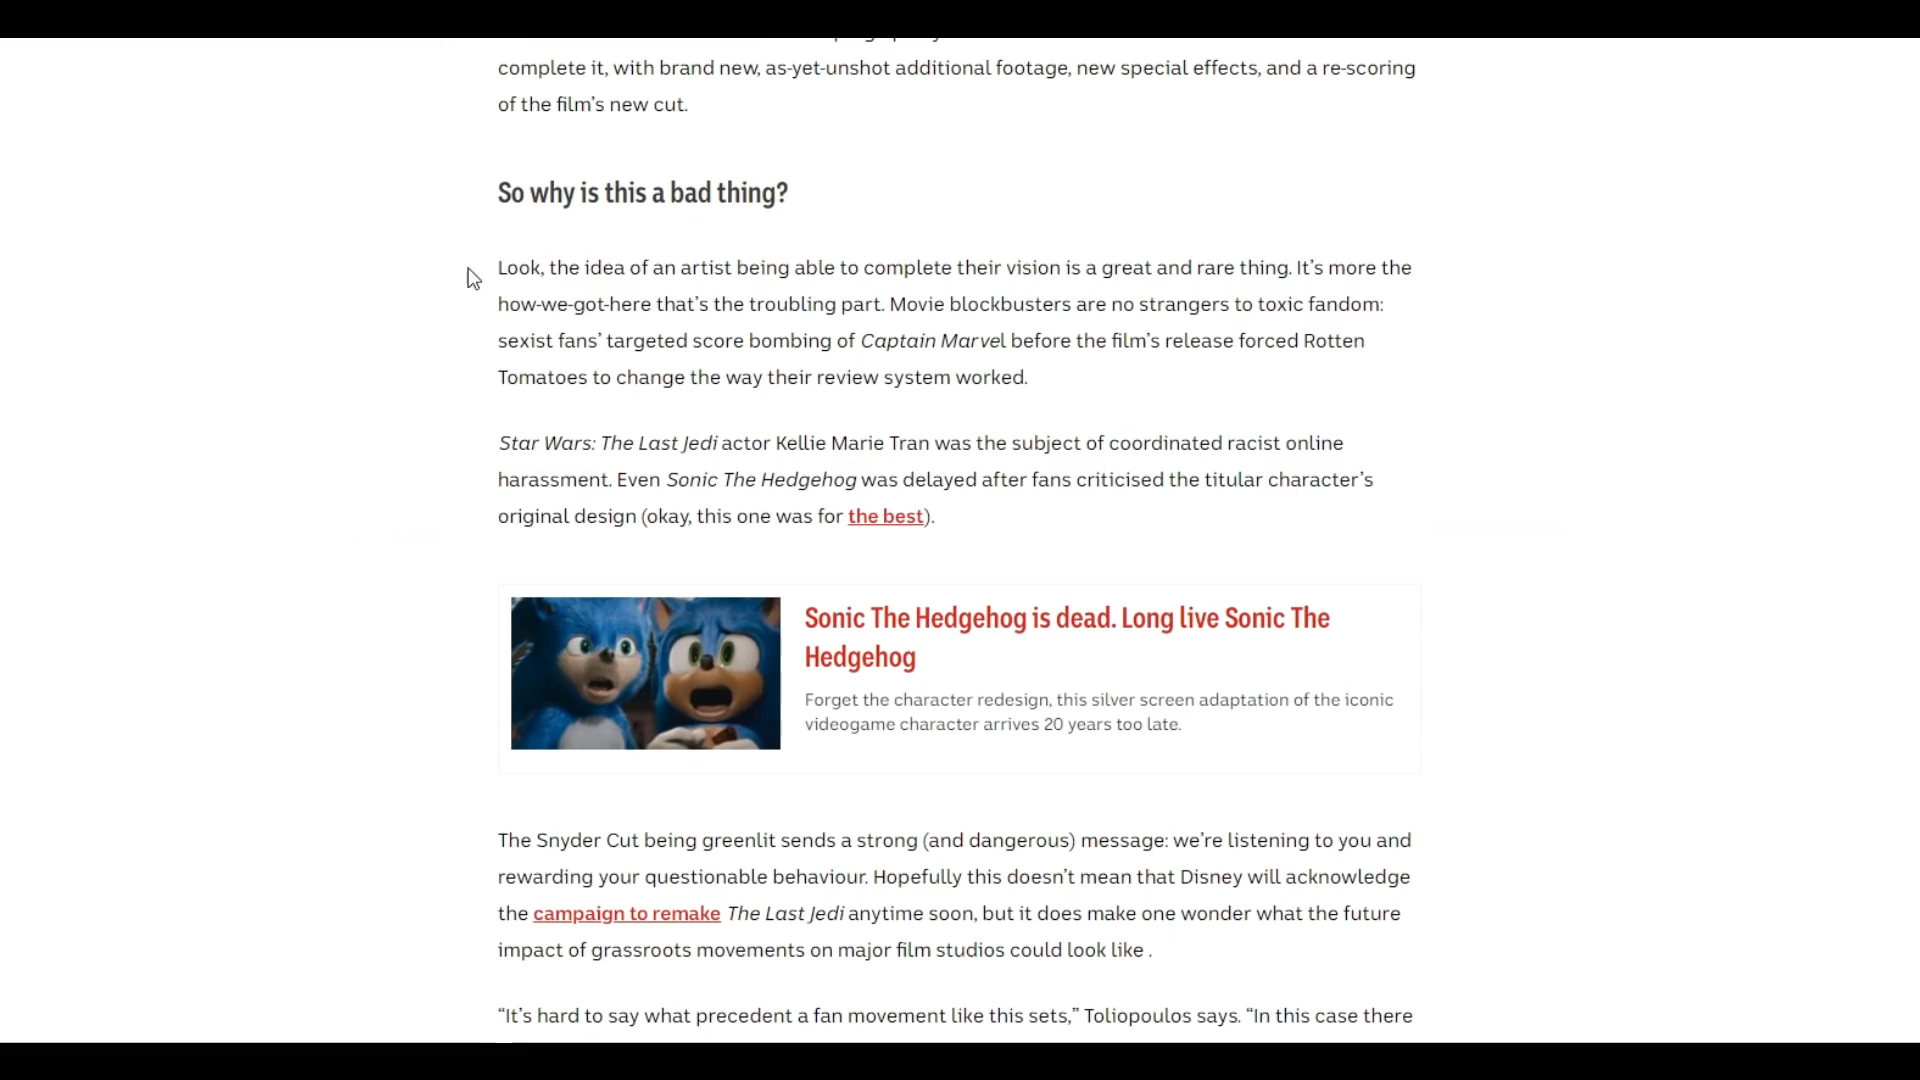 complete it, with brand new, as-yet-unshot additional footage, new special effects, and a re-scoring
of the film’s new cut.
So why is this a bad thing?
Look, the idea of an artist being able to complete their vision is a great and rare thing. It’s more the
how-we-got-here that’s the troubling part. Movie blockbusters are no strangers to toxic fandom:
sexist fans’ targeted score bombing of Captain Marvel before the film’s release forced Rotten
Tomatoes to change the way their review system worked.
Star Wars: The Last Jedi actor Kellie Marie Tran was the subject of coordinated racist online
harassment. Even Sonic The Hedgehog was delayed after fans criticised the titular character’s
original design (okay, this one was for the best).
Sonic The Hedgehog is dead. Long live Sonic The
Hedgehog
Forget the character redesign, this silver screen adaptation of the iconic
videogame character arrives 20 years too late.
The Snyder Cut being greenlit sends a strong (and dangerous) message: we’re listening to you and
rewarding your questionable behaviour. Hopefully this doesn’t mean that Disney will acknowledge
the campaign to remake The Last Jedi anytime soon, but it does make one wonder what the future
impact of grassroots movements on major film studios could look like .
“It’s hard to say what precedent a fan movement like this sets,” Toliopoulos says. “In this case there